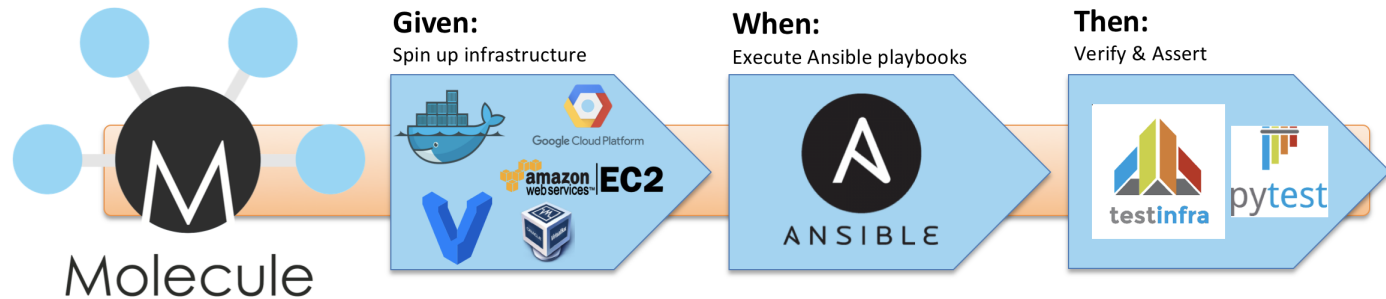 Given:
Spin up infrastructure
When:
Execute Ansible playbooks
Then:
Verify & Assert
M
Molecule
Google Cloud Platform
amazon
web services™
EC2
A
ANSIBLE
testinfra
pytest